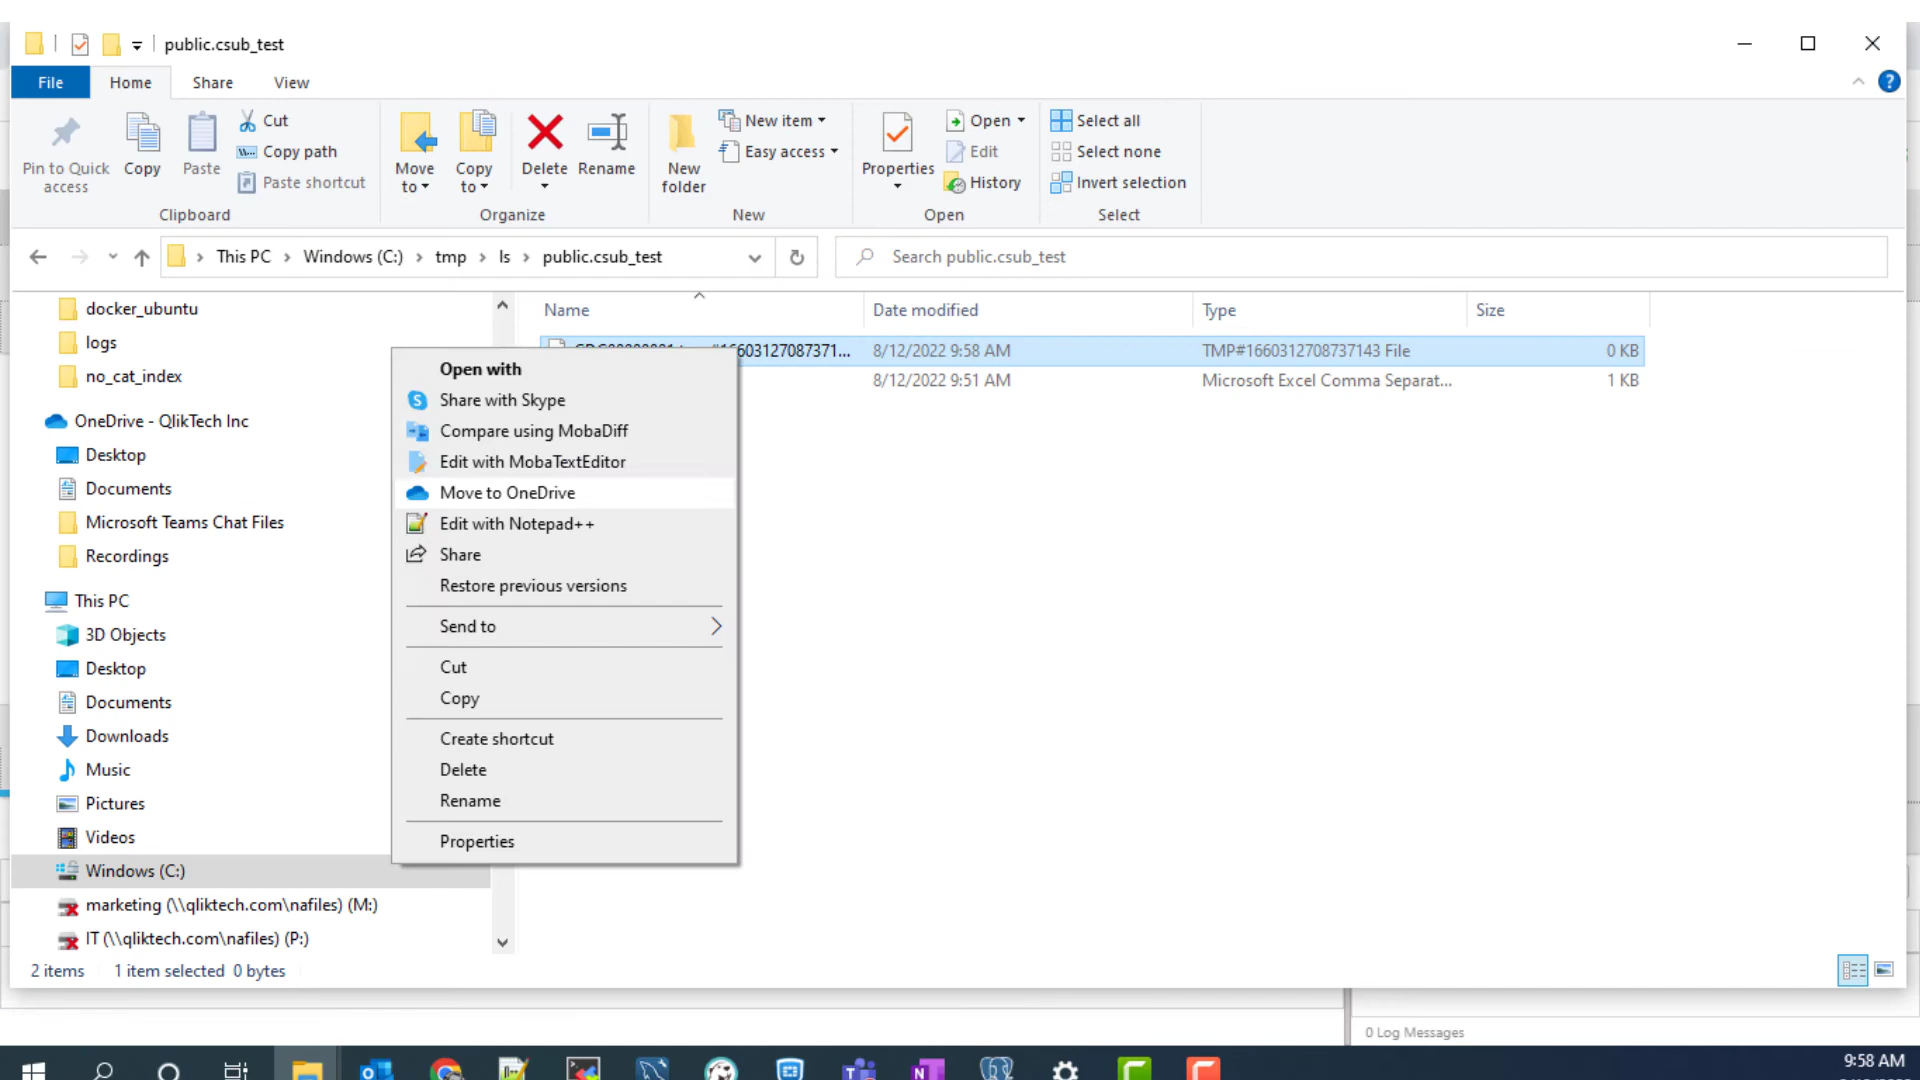 public.csub_test
File Home Share View
Pin to Quick access
Copy
Paste
Cut
Copy path
Paste shortcut
Clipboard
Move to
Copy to
Delete
Rename
Organize
New folder
New item
Easy access
New
Properties
Open
Edit
History
Open
Select all
Select none
Invert selection
Select
This PC > Windows (C:) > tmp > ls > public.csub_test
Search public.csub_test
docker_ubuntu
logs
no_cat_index
OneDrive - QlikTech Inc
Desktop
Documents
Microsoft Teams Chat Files
Recordings
This PC
3D Objects
Desktop
Documents
Downloads
Music
Pictures
Videos
Windows (C:)
marketing (\\qliktech.com\nafiles) (M:)
IT (\\qliktech.com\nafiles) (P:)
Name Date modified Type Size
8/12/2022 9:58 AM TMP#1660312708737143 File 0 KB
8/12/2022 9:51 AM Microsoft Excel Comma Separat... 1 KB
Open with
Share with Skype
Compare using MobaDiff
Edit with MobaTextEditor
Move to OneDrive
Edit with Notepad++
Share
Restore previous versions
Send to
Cut
Copy
Create shortcut
Delete
Rename
Properties
2 items 1 item selected 0 bytes
0 Log Messages
9:58 AM